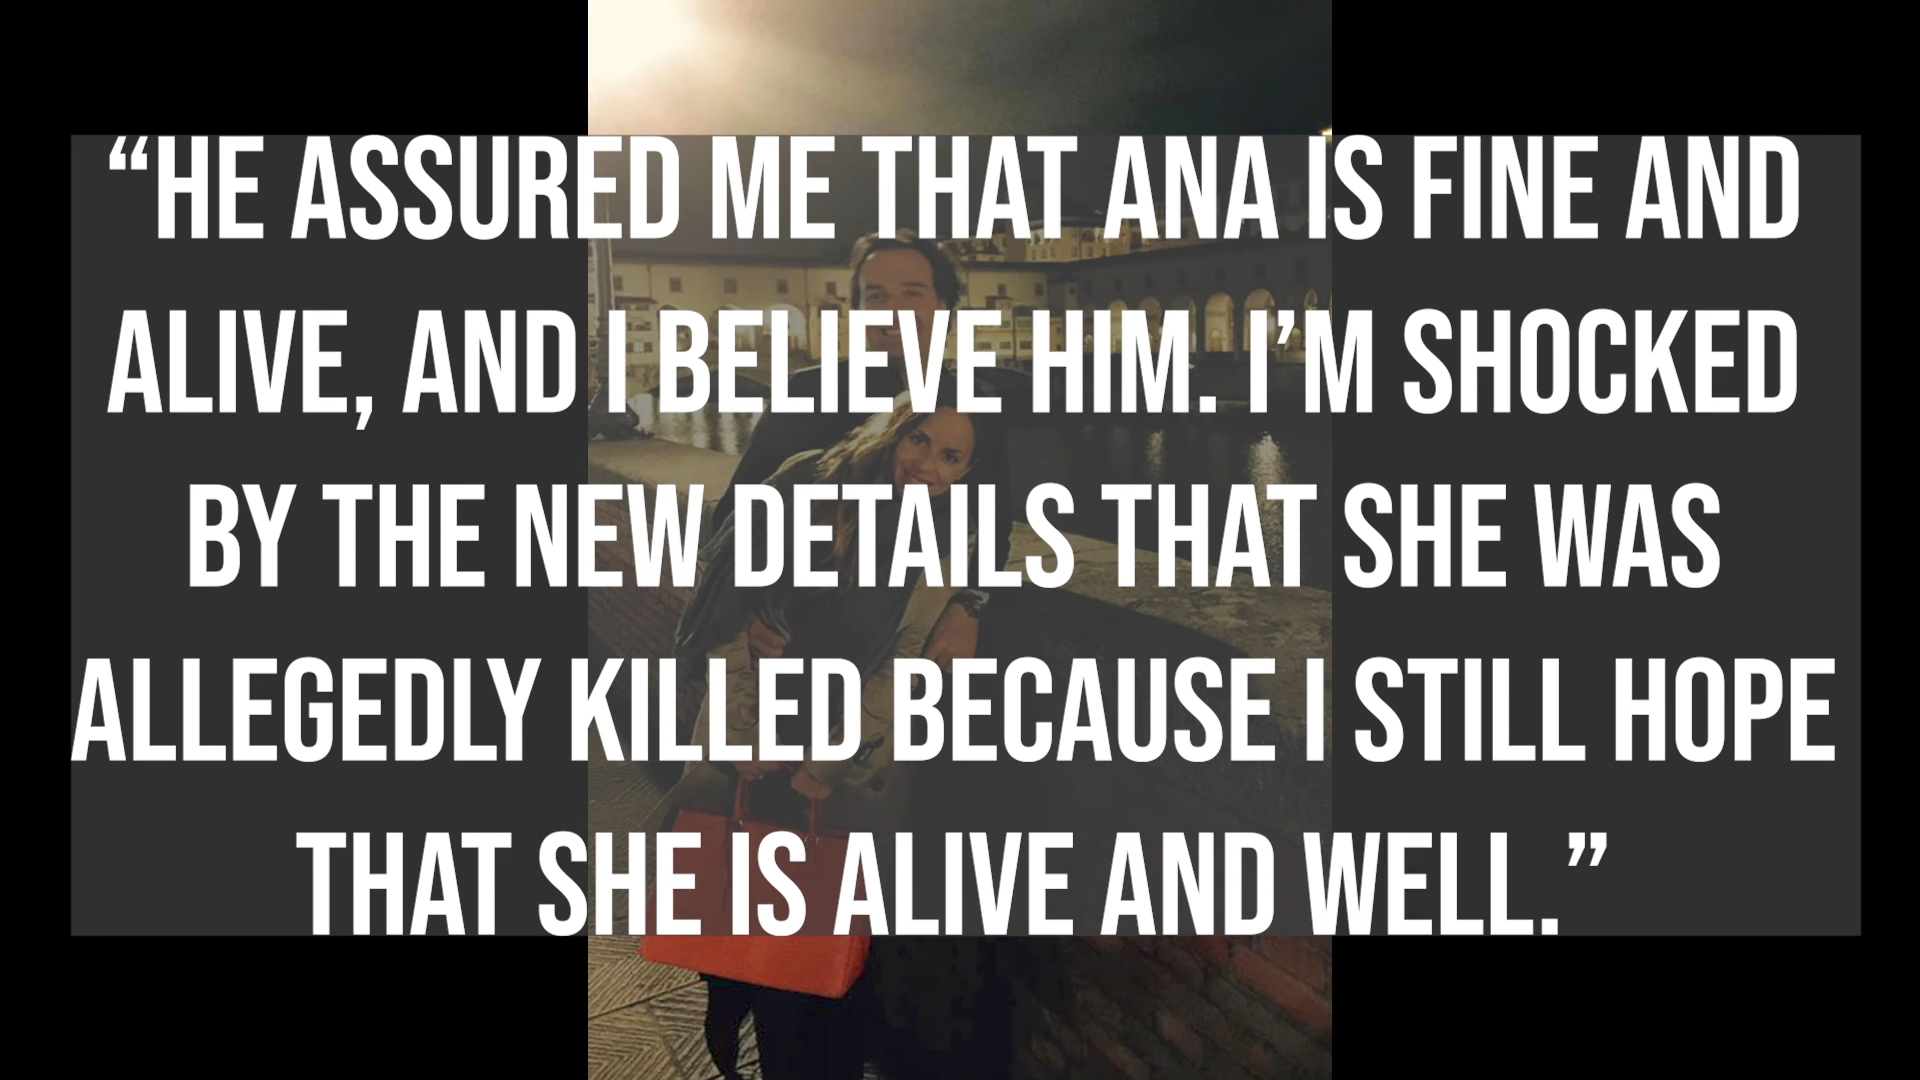 “HE ASSURED ME THAT ANA IS FINE AND
ALIVE, AND I BELIEVE HIM. I’M SHOCKED
BY THE NEW DETAILS THAT SHE WAS
ALLEGEDLY KILLED BECAUSE I STILL HOPE
THAT SHE IS ALIVE AND WELL.”